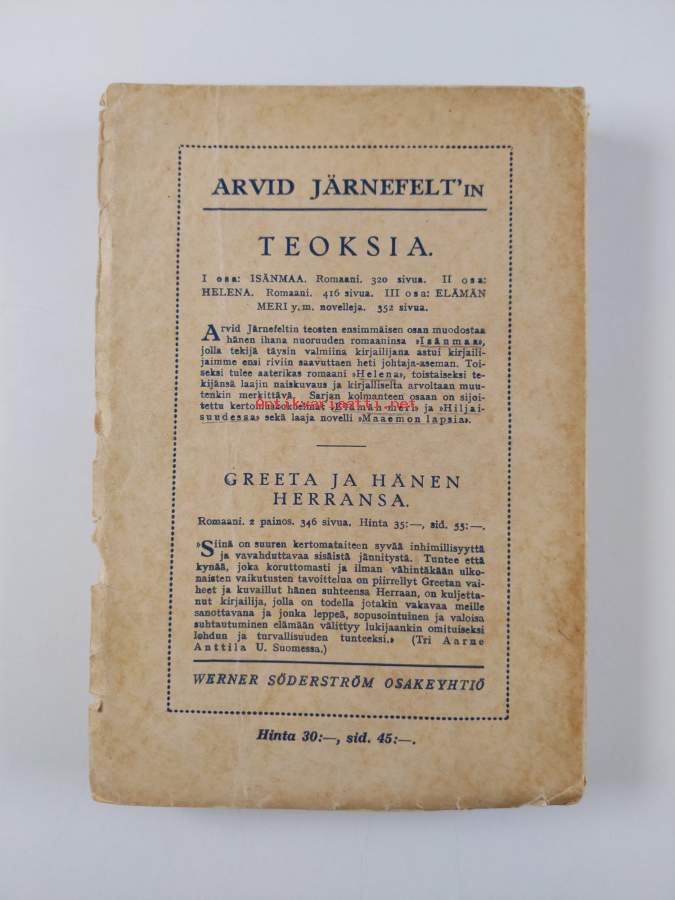 ARVID JÄRNEFELT'IN
TEOKSIA.
I osa: ISÄNMAA. Romaani. 320 sivua. II osa:
HELENA. Romaani. 416 sivua. III osa: ELÄMÄN
MERI y.m. novelleja. 352 sivua.
Arvid Järnefeltin teosten ensimmäisen osan muodostaa
hänen ihana nuoruuden romaaninsa »Isänmaa»,
jolla tekijä täysin valmiina kirjailijana astui kirjaili-
jaimme ensi riviin saavuttaen heti johtaja-aseman. Toi-
seksi tulee aaterikas romaani »Helena», toistaiseksi te-
kijänsä laajin naiskuvaus ja kirjalliselta arvoltaan muu-
tenkin merkittävä. Sarjan kolmanteen osaan on sijoi-
tettu kertomakokoelmat »Elämän meri» ja »Hiljai-
suudessa» sekä laaja novelli »Maaemon lapsia».
Antikvariaatti.net
GREETA JA HÄNEN
HERRANSA.
Romaani. 2 painos. 346 sivua. Hinta 35:—, sid. 55:—.
»Siinä on suuren kertomataiteen syvää inhimillisyyttä
ja vavahduttavaa sisäistä jännitystä. Tuntee että
kynää, joka koruttomasti ja ilman vähintäkään ulko-
naisten vaikutusten tavoittelua on piirrellyt Greetan vai-
heet ja kuvaillut hänen suhteensa Herraan, on kuljetta-
nut kirjailija, jolla on todella jotakin vakavaa meille
sanottavana ja jonka leppeä, sopusointuinen ja valoisa
suhtautuminen elämään välittyy lukijaankin omituiseksi
lohdun ja turvallisuuden tunteeksi.» (Tri Aarne
Anttila U. Suomessa.)
WERNER SÖDERSTRÖM OSAKEYHTIÖ
Hinta 30:—, sid. 45:—.